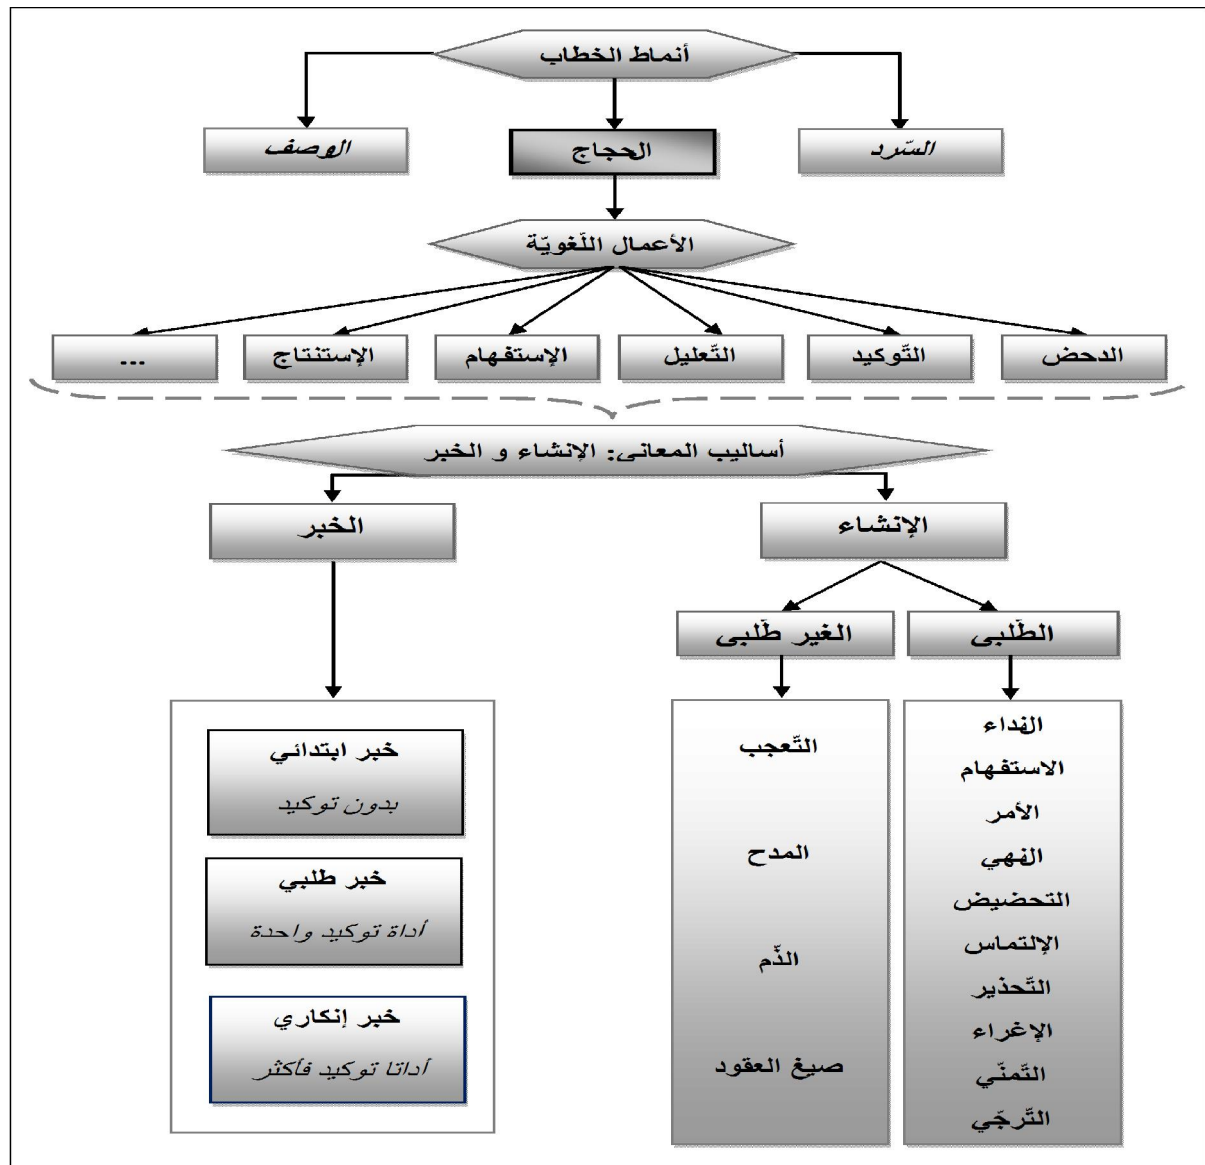 أنماط الخطاب
السّرد
الحجاج
الوصف
الأعمال اللّغويّة
الدحض
التّوكيد
التّعليل
الإستفهام
الإستنتاج
...
أساليب المعانى: الإنشاء و الخبر
الإنشاء
الخبر
الطّلبى
الغير طّلبى
النداء
الاستفهام
الأمر
النهي
التحضيض
الإلتماس
التّحذير
الإغراء
التّمنّي
التّرجّي
التّعجب
المدح
الذّم
صيغ العقود
خبر ابتدائي
بدون توكيد
خبر طلبي
أداة توكيد واحدة
خبر إنكاري
أداتا توكيد فأكثر